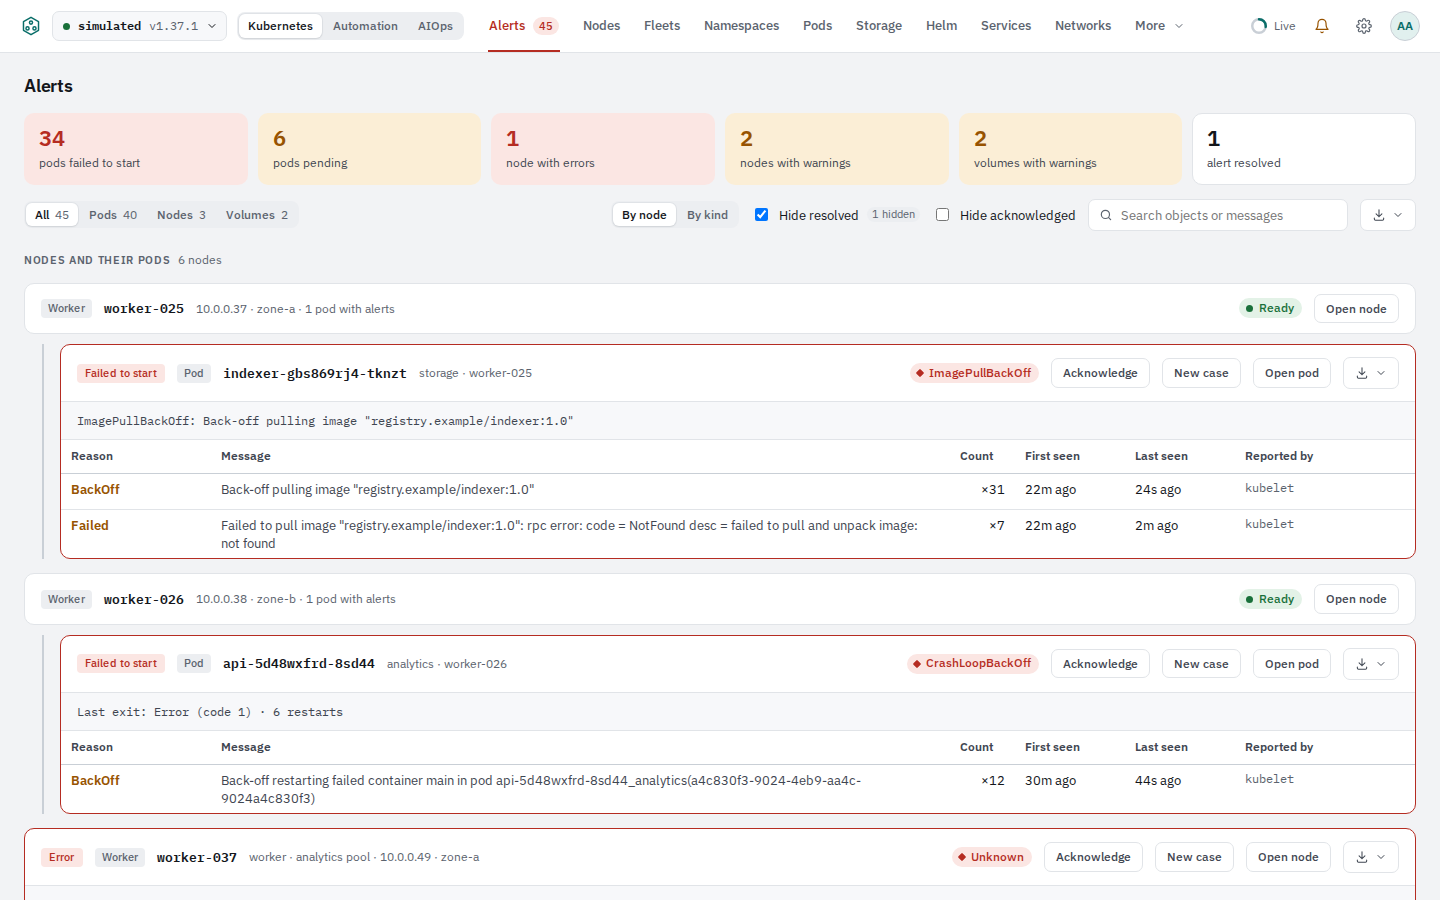 simulated v1.37.1 Kubernetes Automation AIOps Alerts 45 Nodes Fleets Namespaces Pods Storage Helm Services Networks More Live AA
Alerts
34
pods failed to start
6
pods pending
1
node with errors
2
nodes with warnings
2
volumes with warnings
1
alert resolved
All 45 Pods 40 Nodes 3 Volumes 2 By node By kind Hide resolved 1 hidden Hide acknowledged Search objects or messages
NODES AND THEIR PODS 6 nodes
Worker worker-025 10.0.0.37 · zone-a · 1 pod with alerts Ready Open node
Failed to start Pod indexer-gbs869rj4-tknzt storage · worker-025 ImagePullBackOff Acknowledge New case Open pod
ImagePullBackOff: Back-off pulling image "registry.example/indexer:1.0"
Reason Message Count First seen Last seen Reported by
BackOff Back-off pulling image "registry.example/indexer:1.0" ×31 22m ago 24s ago kubelet
Failed Failed to pull image "registry.example/indexer:1.0": rpc error: code = NotFound desc = failed to pull and unpack image: ×7 22m ago 2m ago kubelet
not found
Worker worker-026 10.0.0.38 · zone-b · 1 pod with alerts Ready Open node
Failed to start Pod api-5d48wxfrd-8sd44 analytics · worker-026 CrashLoopBackOff Acknowledge New case Open pod
Last exit: Error (code 1) · 6 restarts
Reason Message Count First seen Last seen Reported by
BackOff Back-off restarting failed container main in pod api-5d48wxfrd-8sd44_analytics(a4c830f3-9024-4eb9-aa4c- ×12 30m ago 44s ago kubelet
9024a4c830f3)
Error Worker worker-037 worker · analytics pool · 10.0.0.49 · zone-a Unknown Acknowledge New case Open node